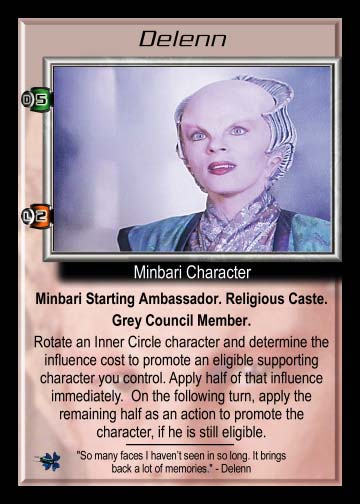 Delenn
D 5
L 2
Minbari Character
Minbari Starting Ambassador. Religious Caste.
Grey Council Member.
Rotate an Inner Circle character and determine the
influence cost to promote an eligible supporting
character you control. Apply half of that influence
immediately. On the following turn, apply the
remaining half as an action to promote the
character, if he is still eligible.
"So many faces I haven't seen in so long. It brings
back a lot of memories." - Delenn